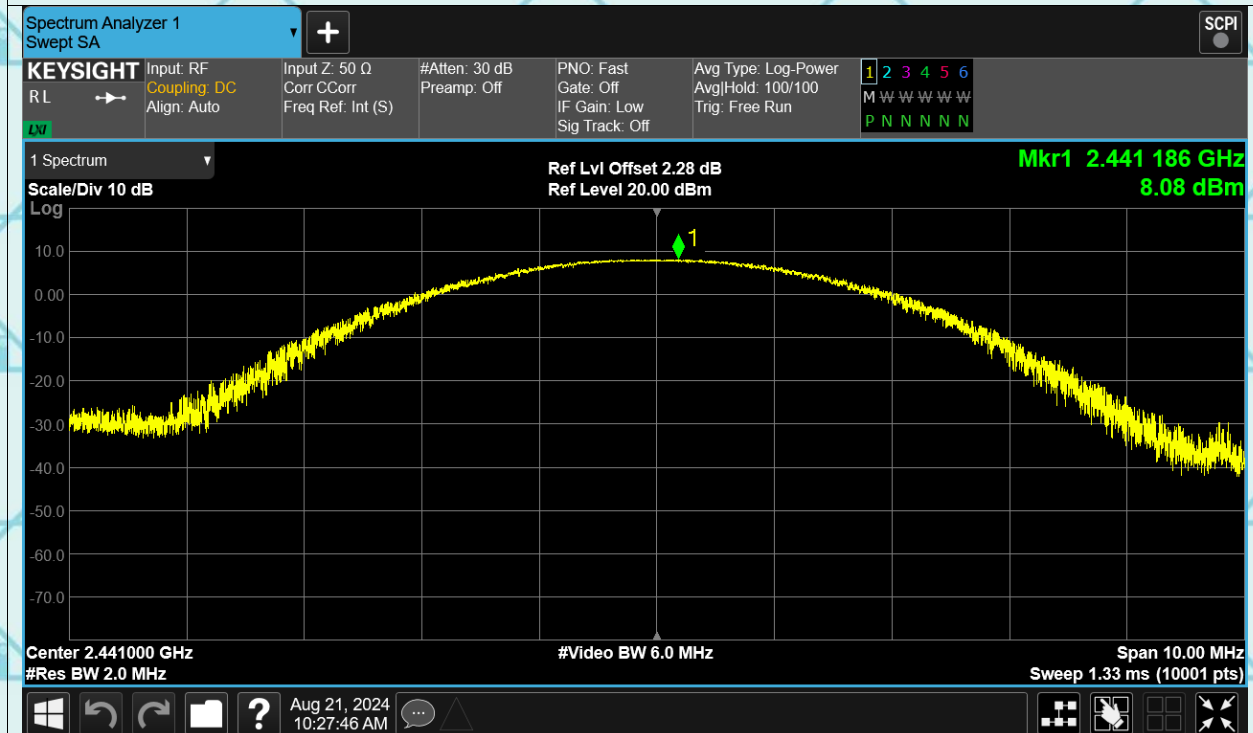 Spectrum Analyzer 1
Swept SA
+
SCPI
KEYSIGHT
RL
LXI
Input: RF
Coupling: DC
Align: Auto
Input Z: 50 Ω
Corr CCorr
Freq Ref: Int (S)
#Atten: 30 dB
Preamp: Off
PNO: Fast
Gate: Off
IF Gain: Low
Sig Track: Off
Avg Type: Log-Power
Avg|Hold: 100/100
Trig: Free Run
1 2 3 4 5 6
M W W W W W
P N N N N N
1 Spectrum
Scale/Div 10 dB
Ref Lvl Offset 2.28 dB
Ref Level 20.00 dBm
Mkr1 2.441 186 GHz
8.08 dBm
Log
1
10.0
0.00
-10.0
-20.0
-30.0
-40.0
-50.0
-60.0
-70.0
Center 2.441000 GHz
#Res BW 2.0 MHz
#Video BW 6.0 MHz
Span 10.00 MHz
Sweep 1.33 ms (10001 pts)
?
Aug 21, 2024
10:27:46 AM